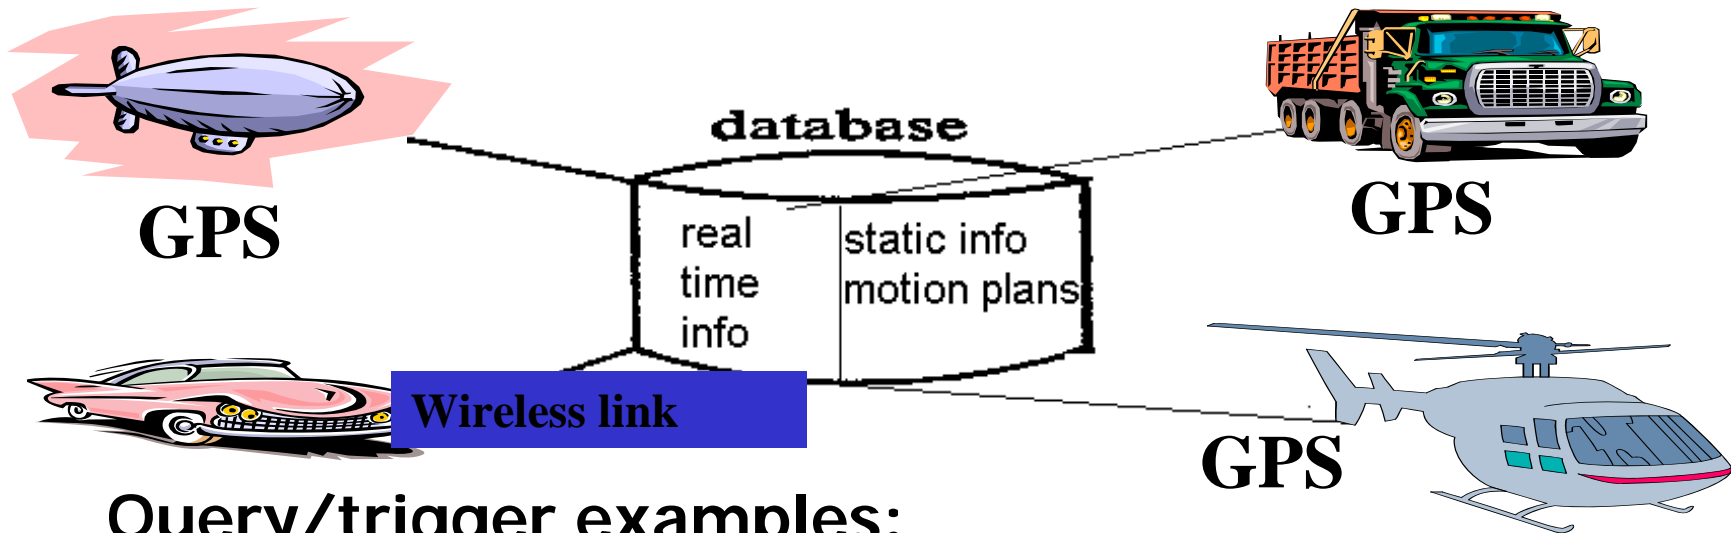 database
GPS
GPS
real
time
info
static info
motion plans
Wireless link
GPS
Query/trigger examples: